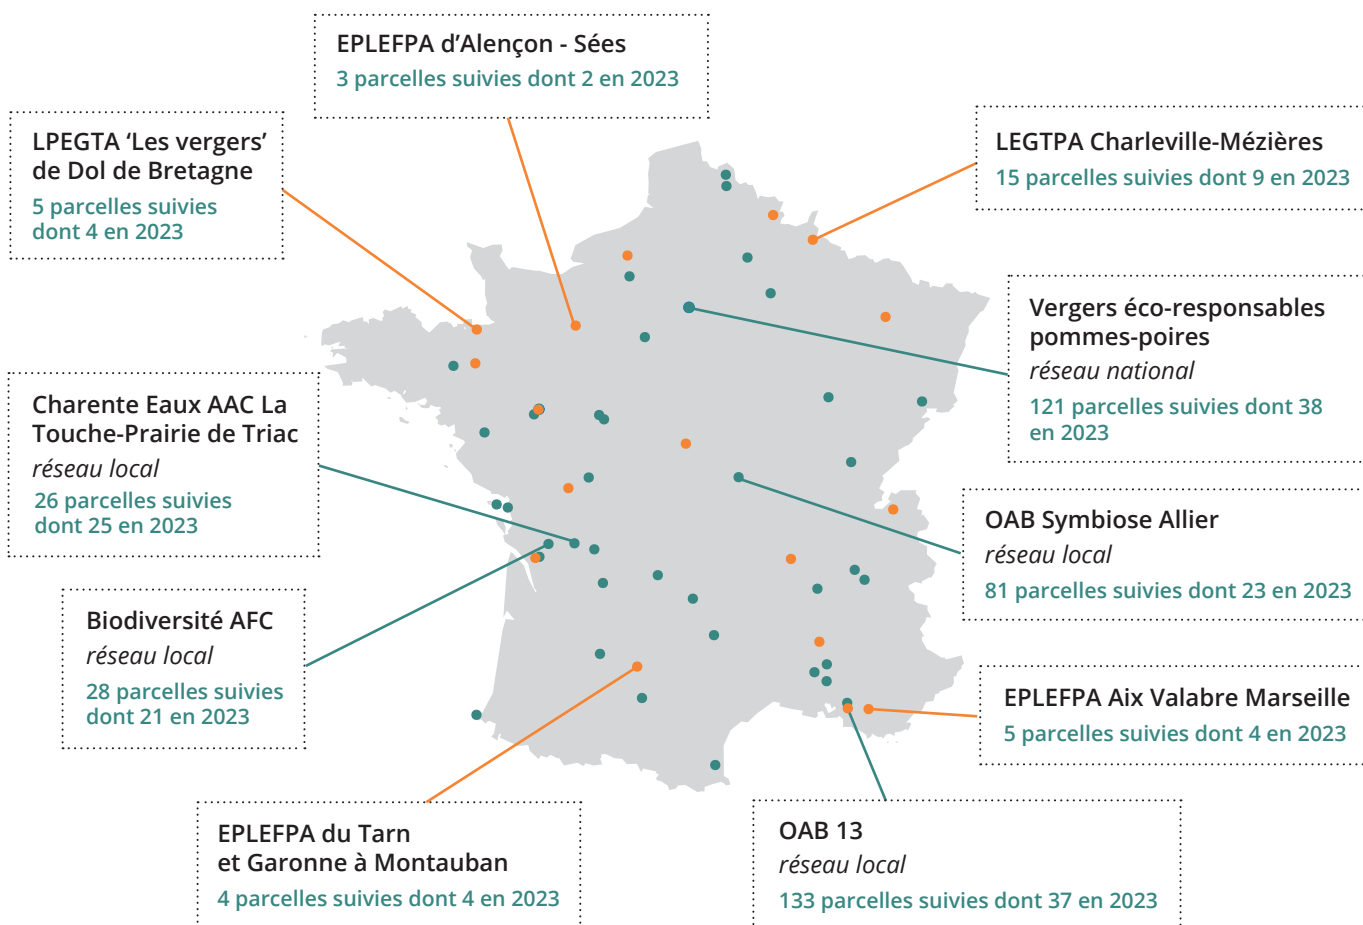 EPLEFPA d’Alençon - Sées
3 parcelles suivies dont 2 en 2023
LPEGTA ‘Les vergers’
de Dol de Bretagne
5 parcelles suivies
dont 4 en 2023
LEGTPA Charleville-Mézières
15 parcelles suivies dont 9 en 2023
Vergers éco-responsables
pommes-poires
réseau national
121 parcelles suivies dont 38
en 2023
Charente Eaux AAC La
Touche-Prairie de Triac
réseau local
26 parcelles suivies
dont 25 en 2023
OAB Symbiose Allier
réseau local
81 parcelles suivies dont 23 en 2023
Biodiversité AFC
réseau local
28 parcelles suivies
dont 21 en 2023
EPLEFPA Aix Valabre Marseille
5 parcelles suivies dont 4 en 2023
EPLEFPA du Tarn
et Garonne à Montauban
4 parcelles suivies dont 4 en 2023
OAB 13
réseau local
133 parcelles suivies dont 37 en 2023